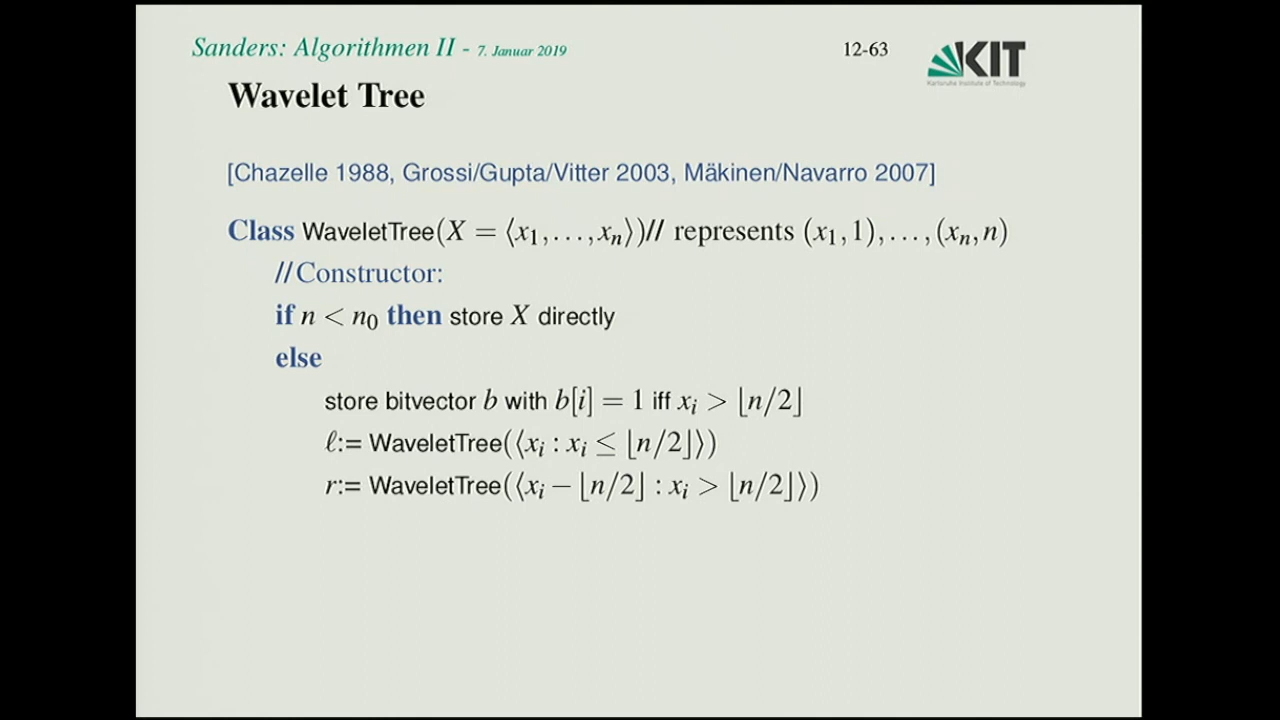 Sanders: Algorithmen II - 7. Januar 2019
12-63
KIT
Karlsruhe Institute of Technology
Wavelet Tree
[Chazelle 1988, Grossi/Gupta/Vitter 2003, Mäkinen/Navarro 2007]
Class WaveletTree(X = ⟨x₁,…,xₙ⟩)// represents (x₁,1),…,(xₙ,n)
//Constructor:
if n < n₀ then store X directly
else
store bitvector b with b[i] = 1 iff xᵢ > ⌊n/2⌋
ℓ:= WaveletTree(⟨xᵢ : xᵢ ≤ ⌊n/2⌋⟩)
r:= WaveletTree(⟨xᵢ − ⌊n/2⌋ : xᵢ > ⌊n/2⌋⟩)